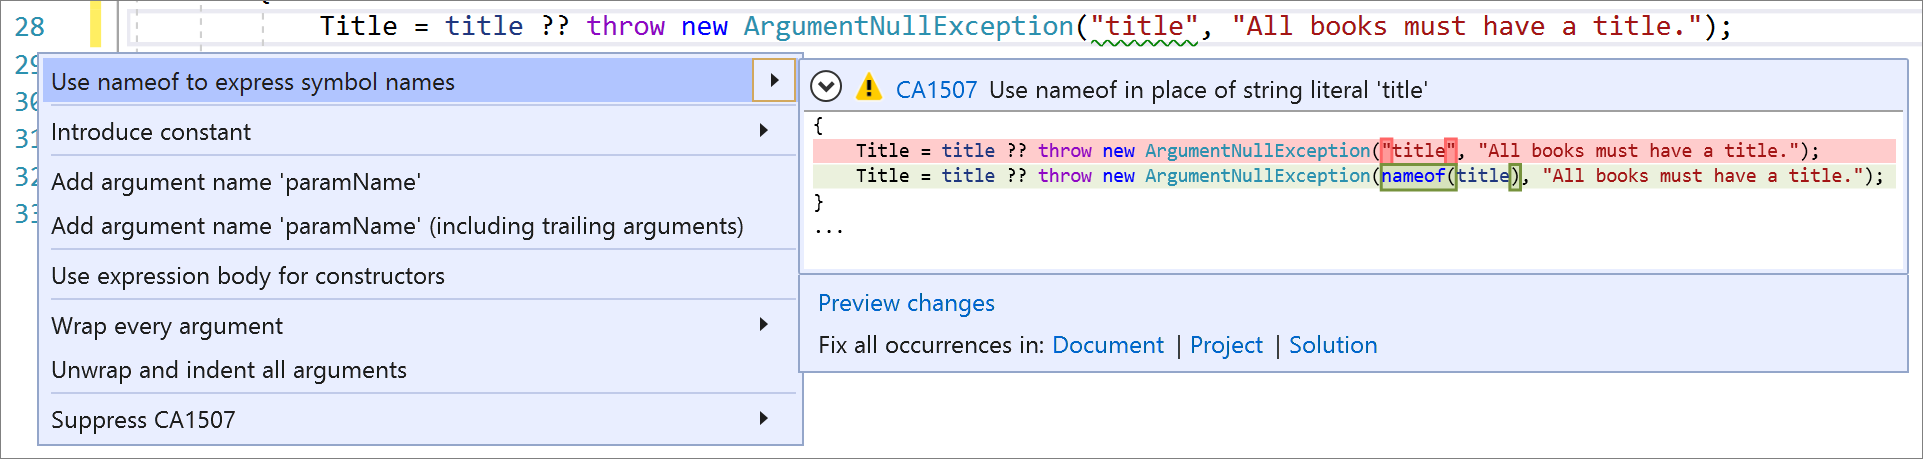 28 Title = title ?? throw new ArgumentNullException("title", "All books must have a title.");
29
30
31
32
33
Use nameof to express symbol names
Introduce constant
Add argument name 'paramName'
Add argument name 'paramName' (including trailing arguments)
Use expression body for constructors
Wrap every argument
Unwrap and indent all arguments
Suppress CA1507
CA1507 Use nameof in place of string literal 'title'
{
Title = title ?? throw new ArgumentNullException("title", "All books must have a title.");
Title = title ?? throw new ArgumentNullException(nameof(title), "All books must have a title.");
}
...
Preview changes
Fix all occurrences in: Document | Project | Solution